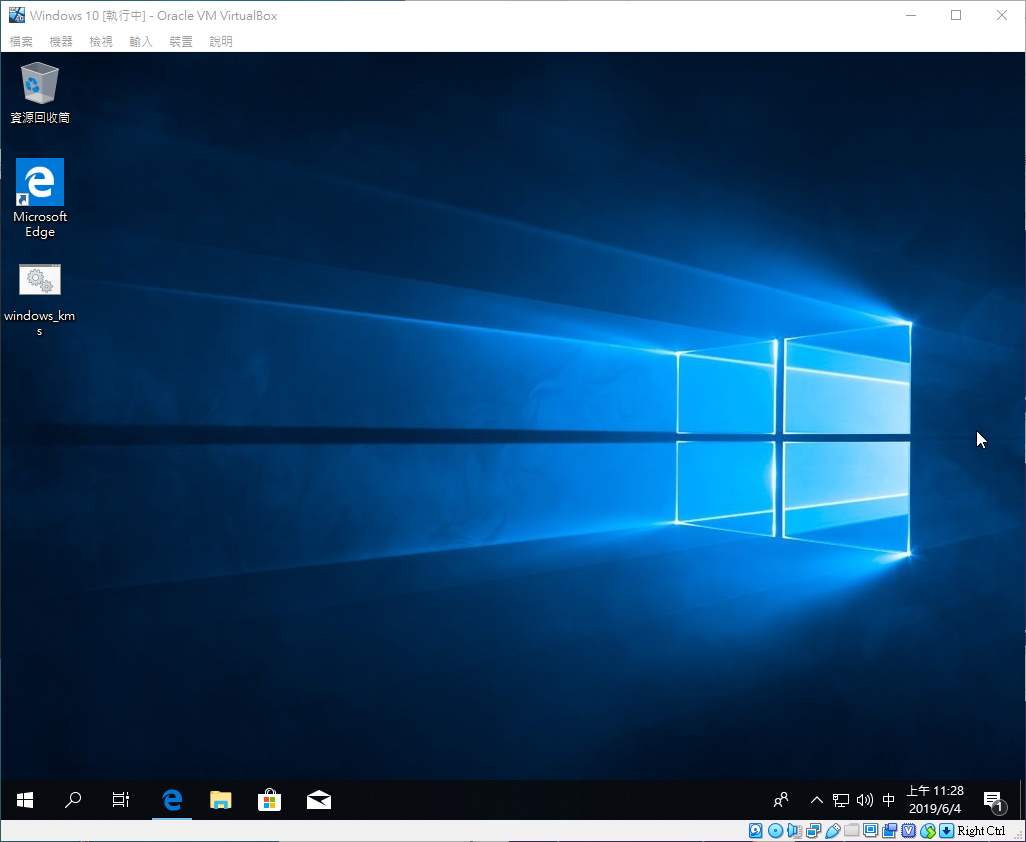 Windows 10 [執行中] - Oracle VM VirtualBox
檔案 機器 檢視 輸入 裝置 說明
資源回收筒
Microsoft
Edge
windows_km
s
中
上午 11:28
2019/6/4
1
Right Ctrl